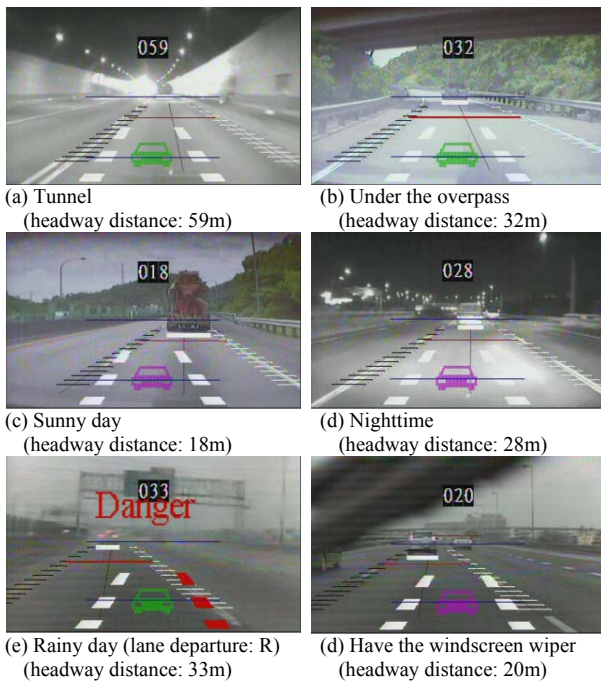 059
032
(a) Tunnel
(headway distance: 59m)
(b) Under the overpass
(headway distance: 32m)
018
028
(c) Sunny day
(headway distance: 18m)
(d) Nighttime
(headway distance: 28m)
033
Danger
020
(e) Rainy day (lane departure: R)
(headway distance: 33m)
(d) Have the windscreen wiper
(headway distance: 20m)